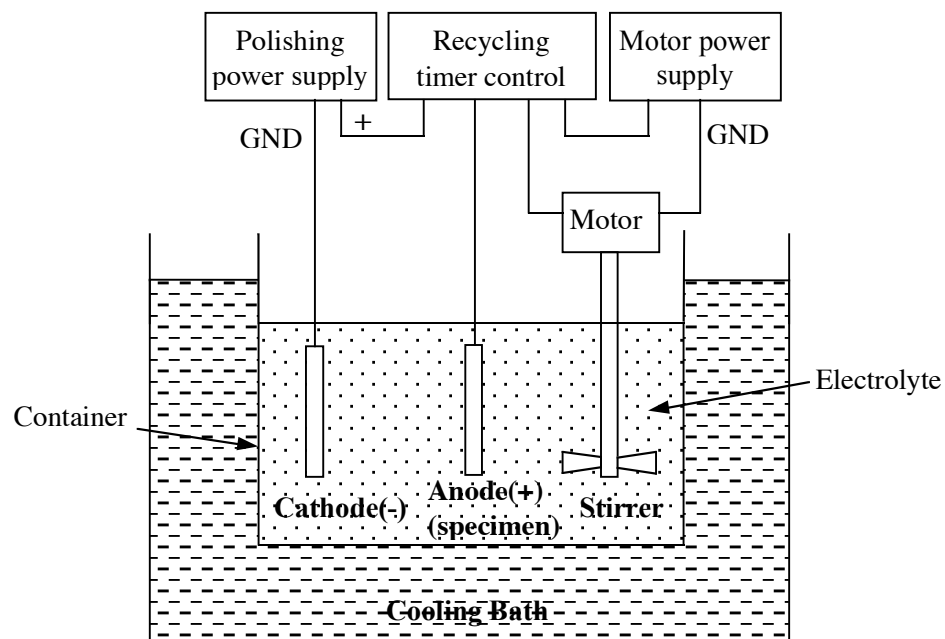 Polishing
power supply
Recycling
timer control
Motor power
supply
GND
+
GND
Motor
Electrolyte
Container
Cathode(-)
Anode(+)
(specimen)
Stirrer
Cooling Bath